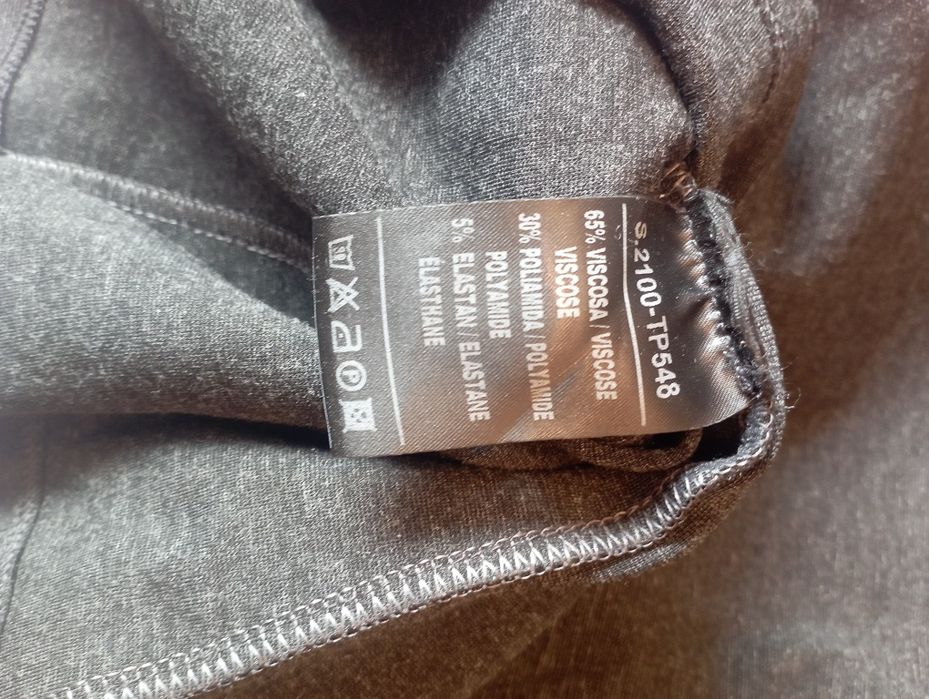 S.2100-TP548
65% VISCOSA / VISCOSE
VISCOSE
30% POLIAMIDA / POLYAMIDE
POLYAMIDE
5% ELASTAN / ELASTANE
ÉLASTHANE
P